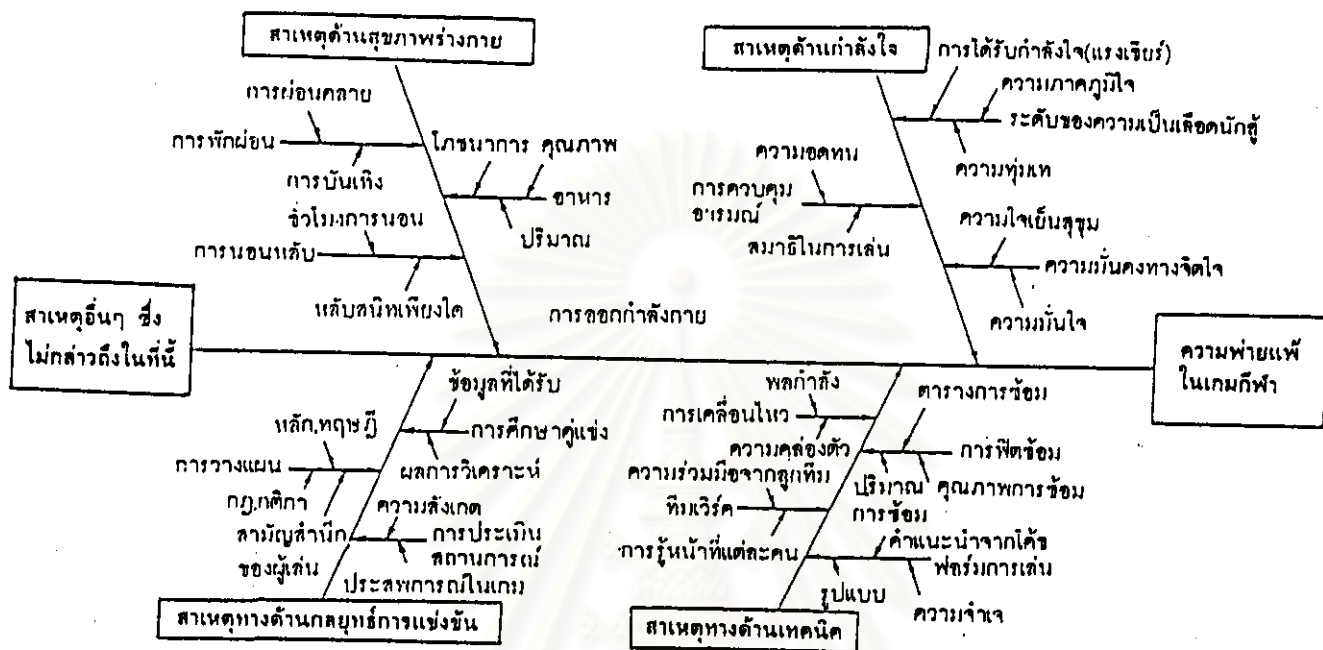 สาเหตุด้านสุขภาพร่างกาย
สาเหตุด้านกำลังใจ
การได้รับกำลังใจ(แรงเชียร์)
ความภาคภูมิใจ
ระดับของความเป็นเลือดนักสู้
ความทุ่มเท
การผ่อนคลาย
การพักผ่อน
การบันเทิง
โภชนาการ คุณภาพ
อาหาร
ปริมาณ
ชั่วโมงการนอน
การนอนหลับ
หลับสนิทเพียงใด
ความอดทน
การควบคุม
อารมณ์
สมาธิในการเล่น
ความใจเย็นสุขุม
ความมั่นคงทางจิตใจ
ความมั่นใจ
การออกกำลังกาย
สาเหตุอื่นๆ ซึ่ง
ไม่กล่าวถึงในที่นี้
ความพ่ายแพ้
ในเกมกีฬา
ข้อมูลที่ได้รับ
การศึกษาคู่แข่ง
ผลการวิเคราะห์
หลัก,ทฤษฎี
การวางแผน
กฎ,กติกา
สามัญสำนึก
ของผู้เล่น
ความสังเกต
การประเมิน
สถานการณ์
ประสพการณ์ในเกม
สาเหตุทางด้านกลยุทธ์การแข่งขัน
พลกำลัง
การเคลื่อนไหว
ความคล่องตัว
ตารางการซ้อม
การฟิตซ้อม
ปริมาณ
การซ้อม
คุณภาพการซ้อม
ความร่วมมือจากลูกทีม
ทีมเวิร์ค
การรู้หน้าที่แต่ละคน
คำแนะนำจากโค้ช
ฟอร์มการเล่น
รูปแบบ
ความจำเจ
สาเหตุทางด้านเทคนิค